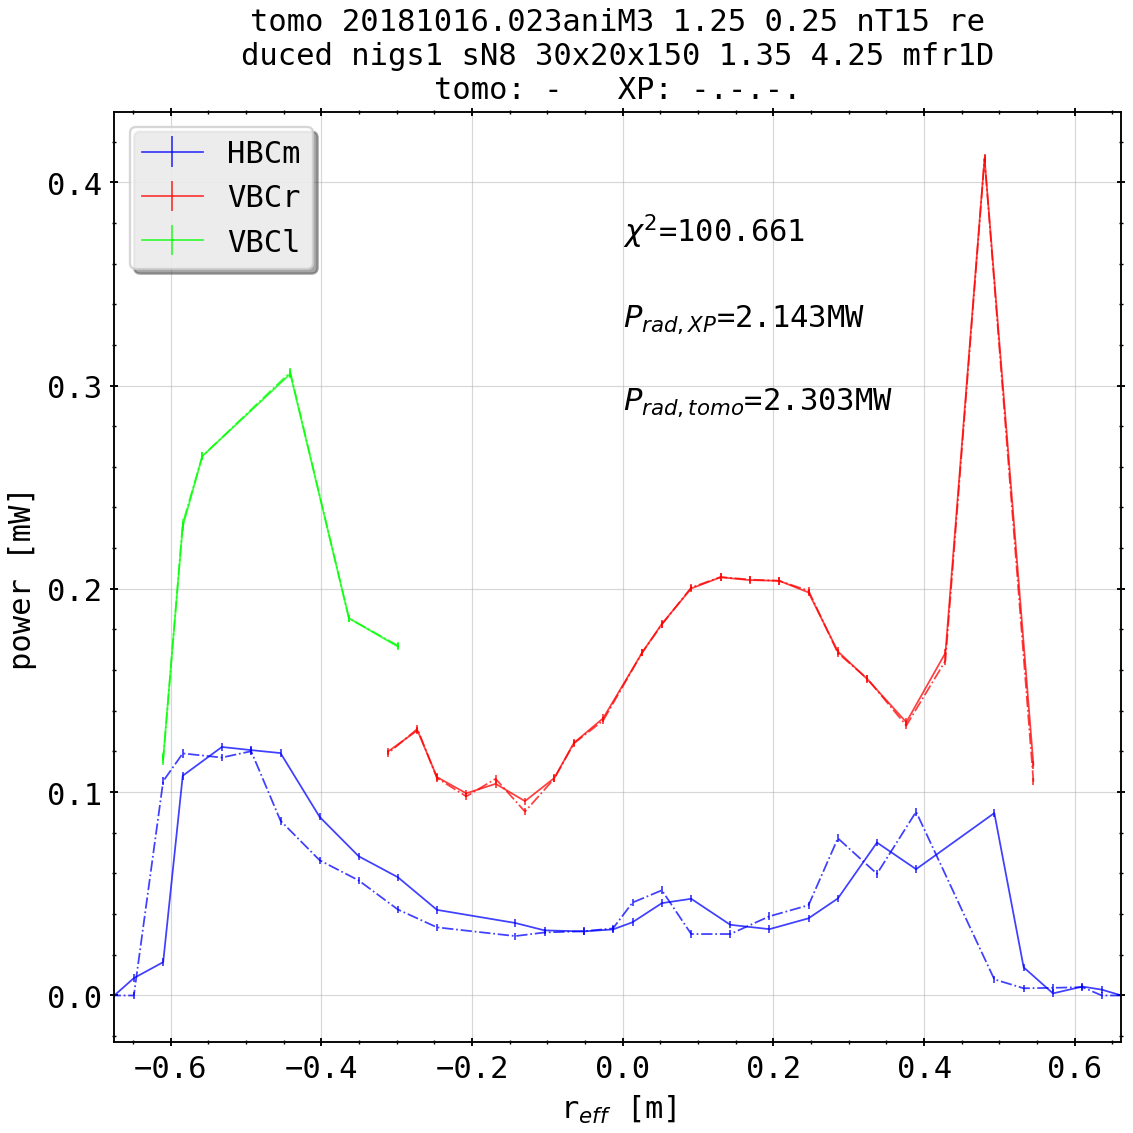 tomo 20181016.023aniM3 1.25 0.25 nT15 re
duced nigs1 sN8 30x20x150 1.35 4.25 mfr1D
tomo: -   XP: -.-.-.
HBCm
VBCr
VBCl
χ²=100.661
P_rad,XP=2.143MW
P_rad,tomo=2.303MW
power [mW]
0.4
0.3
0.2
0.1
0.0
−0.6 −0.4 −0.2 0.0 0.2 0.4 0.6
r_eff [m]